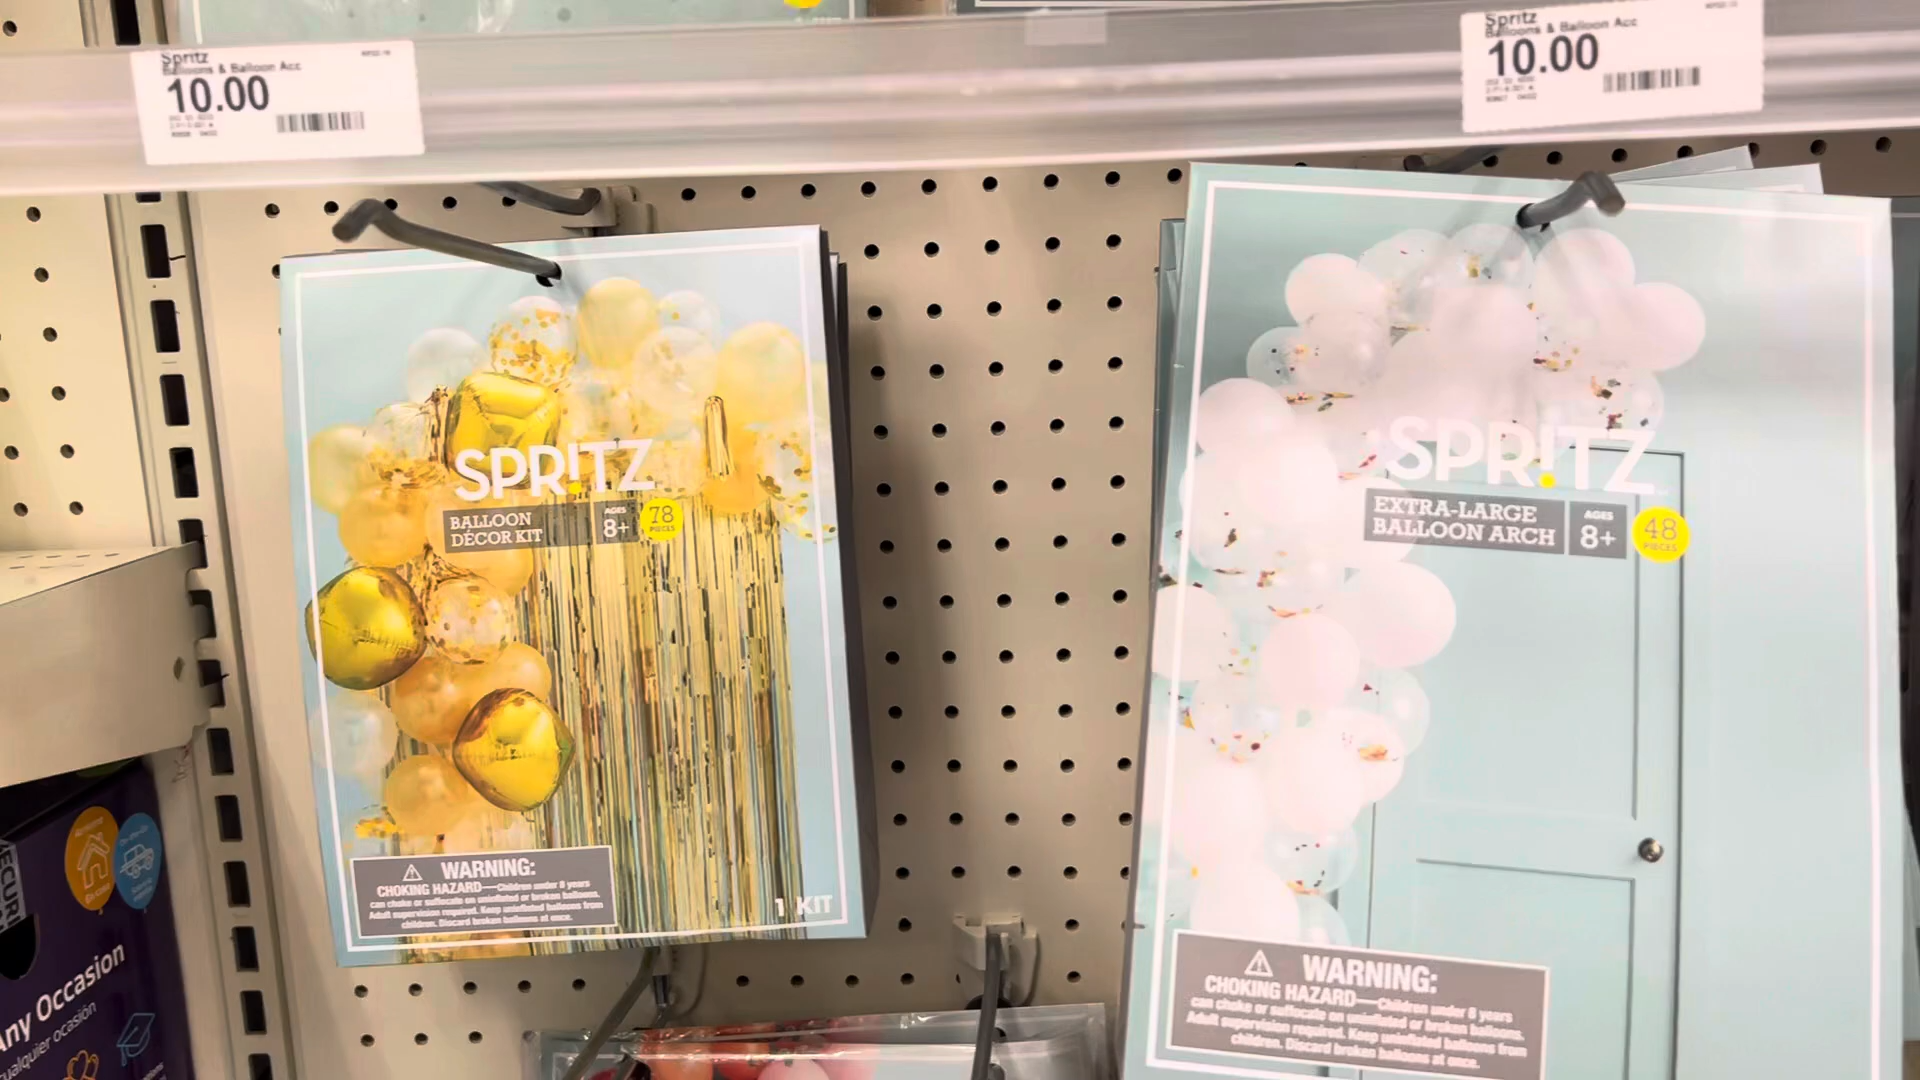 Spritz
Balloons & Balloon Acc
10.00
Spritz
Balloons & Balloon Acc
10.00
SPR!TZ
BALLOON
DÉCOR KIT
AGES
8+
78
PIECES
WARNING:
CHOKING HAZARD—Children under 8 years
can choke or suffocate on uninflated or broken balloons.
Adult supervision required. Keep uninflated balloons from
children. Discard broken balloons at once.
1 KIT
SPR!TZ
EXTRA-LARGE
BALLOON ARCH
AGES
8+
48
PIECES
WARNING:
CHOKING HAZARD—Children under 8 years
can choke or suffocate on uninflated or broken balloons.
Adult supervision required. Keep uninflated balloons from
children. Discard broken balloons at once.
Any Occasion